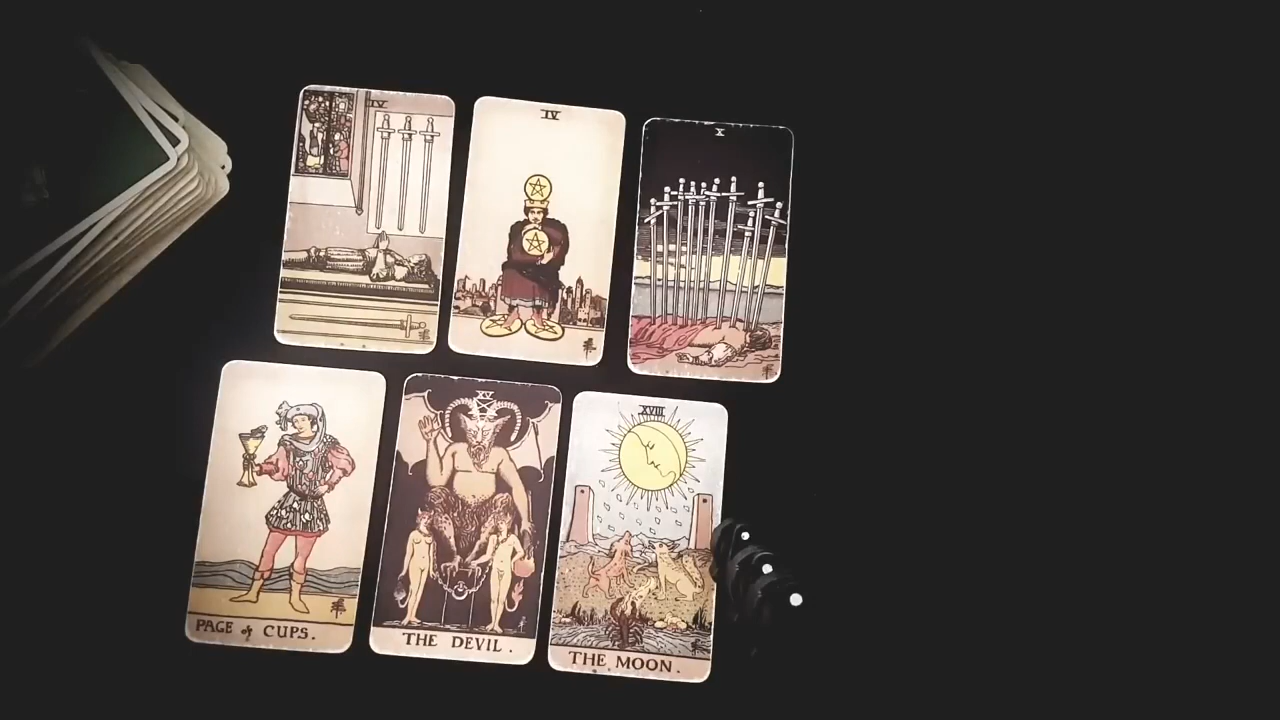 IV
IV
X
PAGE of CUPS.
XV
THE DEVIL.
XVIII
THE MOON.